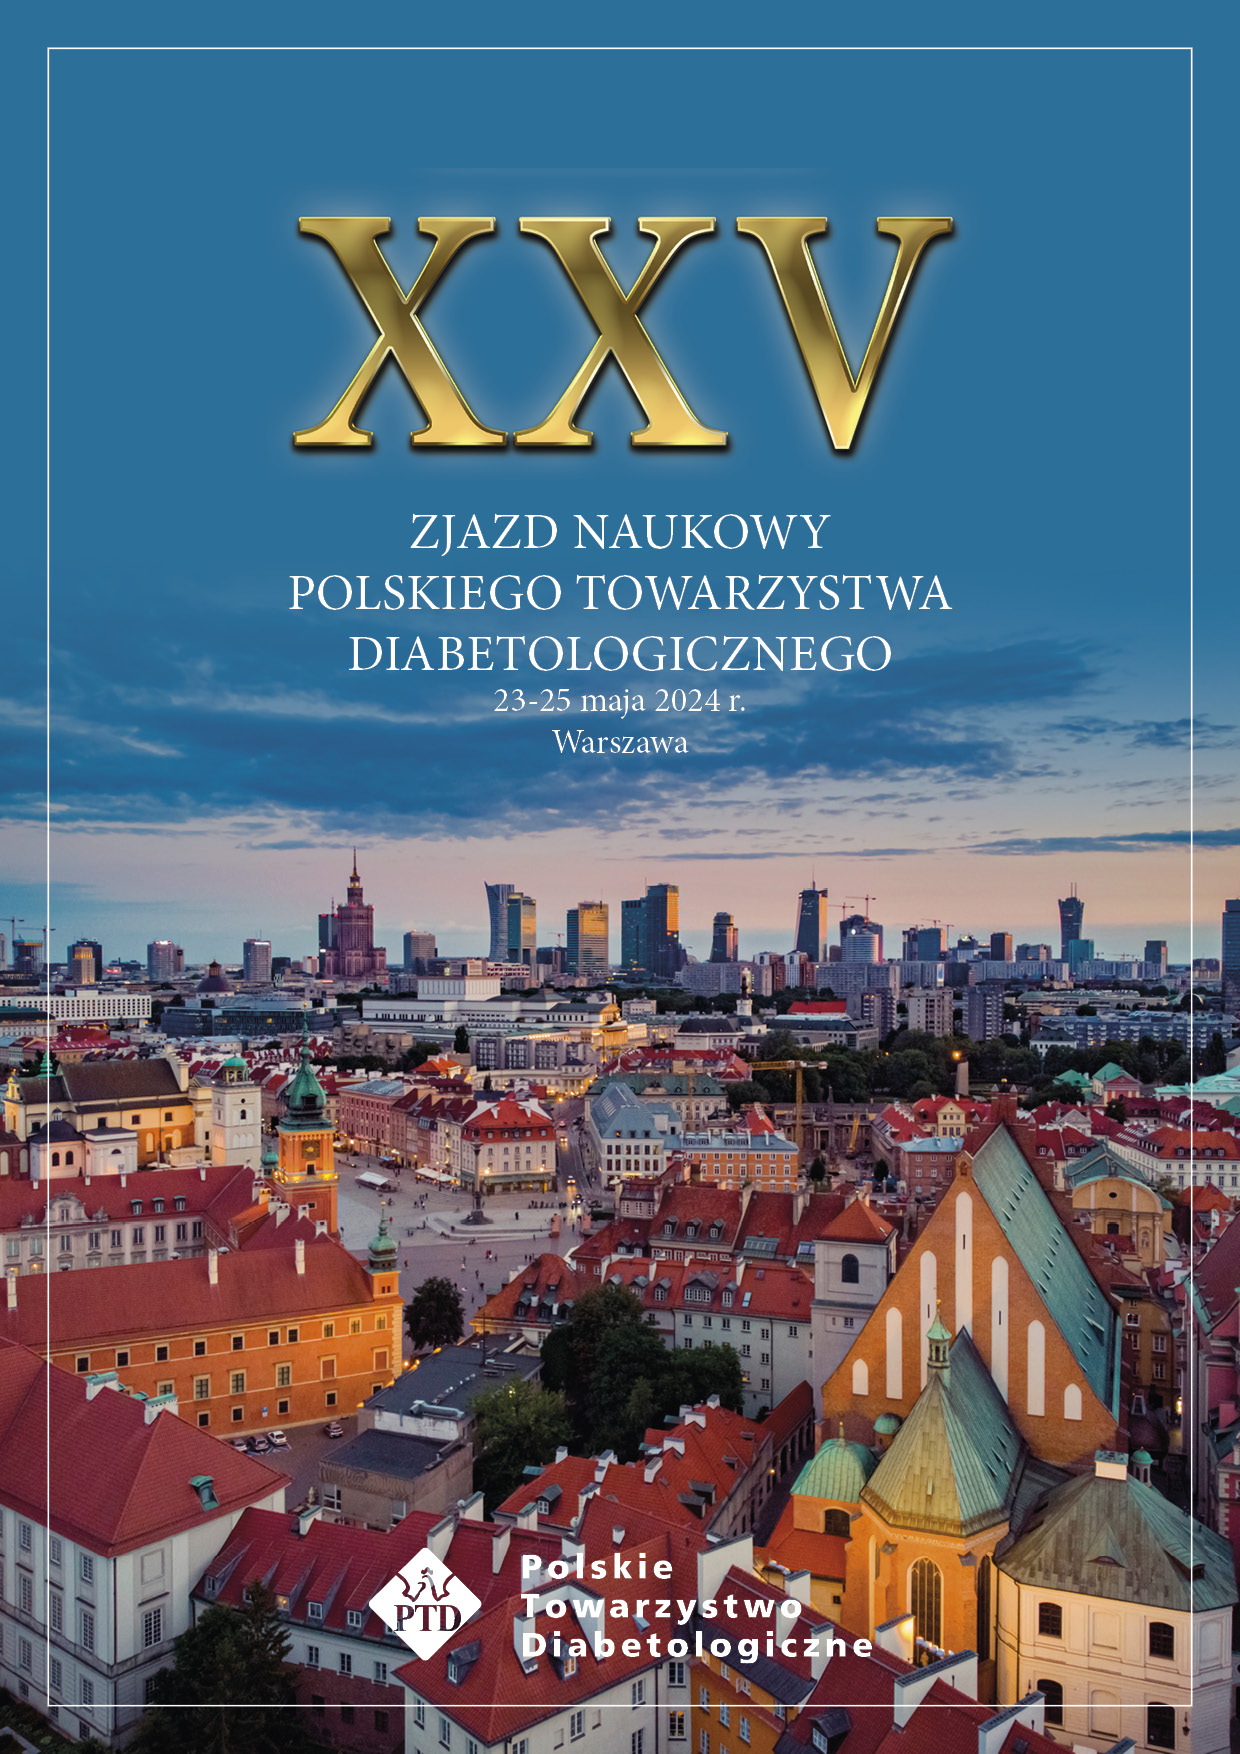 XXV
ZJAZD NAUKOWY
POLSKIEGO TOWARZYSTWA
DIABETOLOGICZNEGO
23-25 maja 2024 r.
Warszawa
PTD
Polskie
Towarzystwo
Diabetologiczne